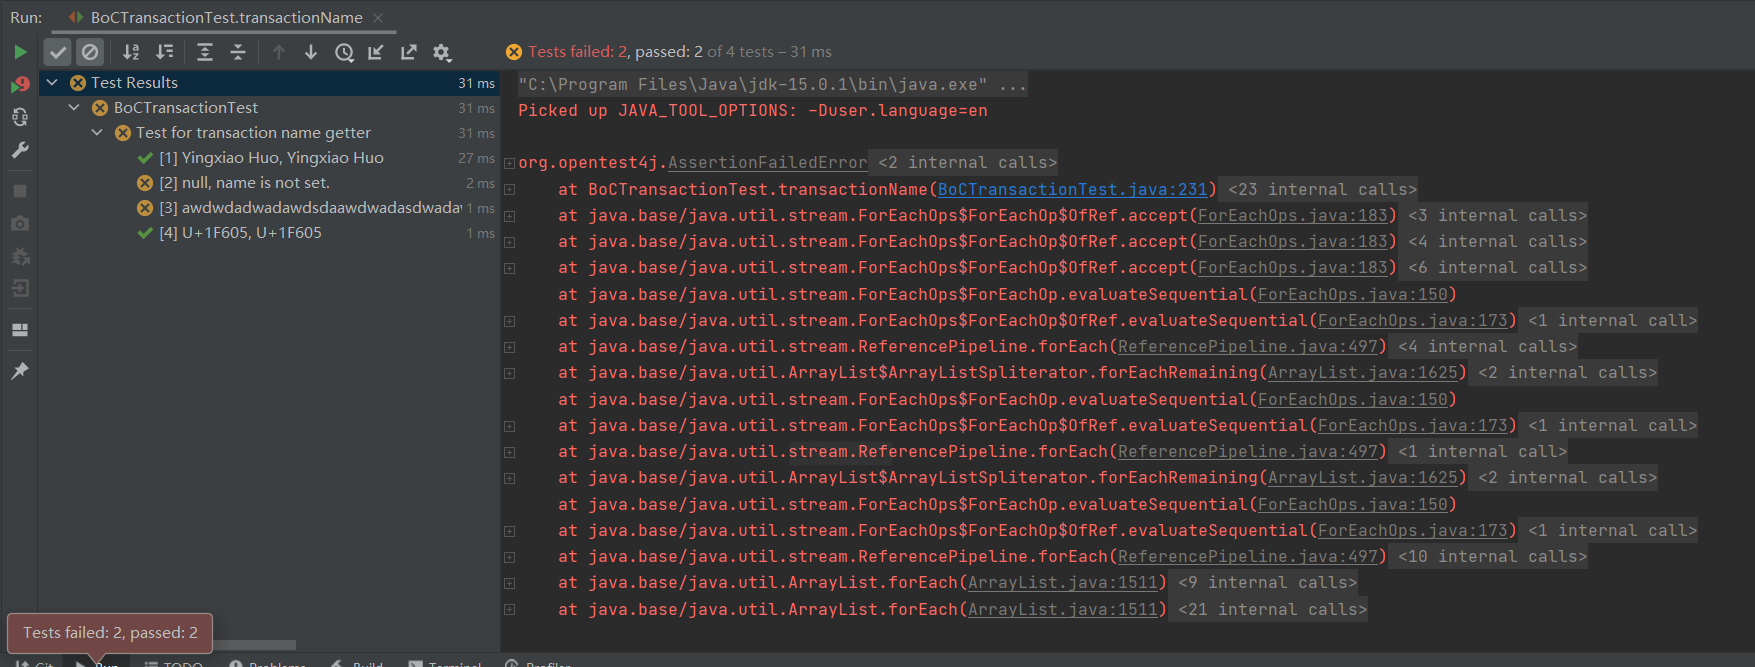 Run: BoCTransactionTest.transactionName
Tests failed: 2, passed: 2 of 4 tests – 31 ms
Test Results 31 ms
BoCTransactionTest 31 ms
Test for transaction name getter 31 ms
[1] Yingxiao Huo, Yingxiao Huo 27 ms
[2] null, name is not set. 2 ms
[3] awdwdadwadawdsdaawdwadasdwada 1 ms
[4] U+1F605, U+1F605 1 ms
"C:\Program Files\Java\jdk-15.0.1\bin\java.exe" ...
Picked up JAVA_TOOL_OPTIONS: -Duser.language=en
org.opentest4j.AssertionFailedError <2 internal calls>
at BoCTransactionTest.transactionName(BoCTransactionTest.java:231) <23 internal calls>
at java.base/java.util.stream.ForEachOps$ForEachOp$OfRef.accept(ForEachOps.java:183) <3 internal calls>
at java.base/java.util.stream.ForEachOps$ForEachOp$OfRef.accept(ForEachOps.java:183) <4 internal calls>
at java.base/java.util.stream.ForEachOps$ForEachOp$OfRef.accept(ForEachOps.java:183) <6 internal calls>
at java.base/java.util.stream.ForEachOps$ForEachOp.evaluateSequential(ForEachOps.java:150)
at java.base/java.util.stream.ForEachOps$ForEachOp$OfRef.evaluateSequential(ForEachOps.java:173) <1 internal call>
at java.base/java.util.stream.ReferencePipeline.forEach(ReferencePipeline.java:497) <4 internal calls>
at java.base/java.util.ArrayList$ArrayListSpliterator.forEachRemaining(ArrayList.java:1625) <2 internal calls>
at java.base/java.util.stream.ForEachOps$ForEachOp.evaluateSequential(ForEachOps.java:150)
at java.base/java.util.stream.ForEachOps$ForEachOp$OfRef.evaluateSequential(ForEachOps.java:173) <1 internal call>
at java.base/java.util.stream.ReferencePipeline.forEach(ReferencePipeline.java:497) <1 internal call>
at java.base/java.util.ArrayList$ArrayListSpliterator.forEachRemaining(ArrayList.java:1625) <2 internal calls>
at java.base/java.util.stream.ForEachOps$ForEachOp.evaluateSequential(ForEachOps.java:150)
at java.base/java.util.stream.ForEachOps$ForEachOp$OfRef.evaluateSequential(ForEachOps.java:173) <1 internal call>
at java.base/java.util.stream.ReferencePipeline.forEach(ReferencePipeline.java:497) <10 internal calls>
at java.base/java.util.ArrayList.forEach(ArrayList.java:1511) <9 internal calls>
at java.base/java.util.ArrayList.forEach(ArrayList.java:1511) <21 internal calls>
Tests failed: 2, passed: 2
Git Run TODO Problems Build Terminal Profiler